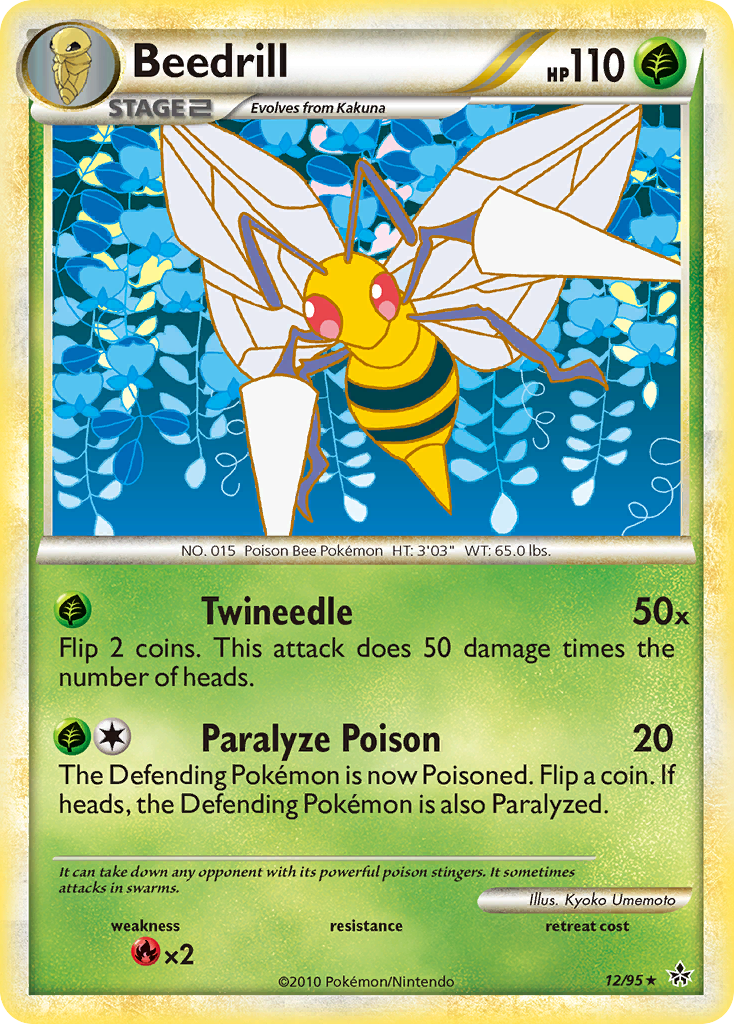 Beedrill HP110
STAGE 2 Evolves from Kakuna
NO. 015 Poison Bee Pokémon HT: 3'03" WT: 65.0 lbs.
Twineedle 50x
Flip 2 coins. This attack does 50 damage times the
number of heads.
Paralyze Poison 20
The Defending Pokémon is now Poisoned. Flip a coin. If
heads, the Defending Pokémon is also Paralyzed.
It can take down any opponent with its powerful poison stingers. It sometimes
attacks in swarms.
Illus. Kyoko Umemoto
weakness resistance retreat cost
×2
©2010 Pokémon/Nintendo 12/95★